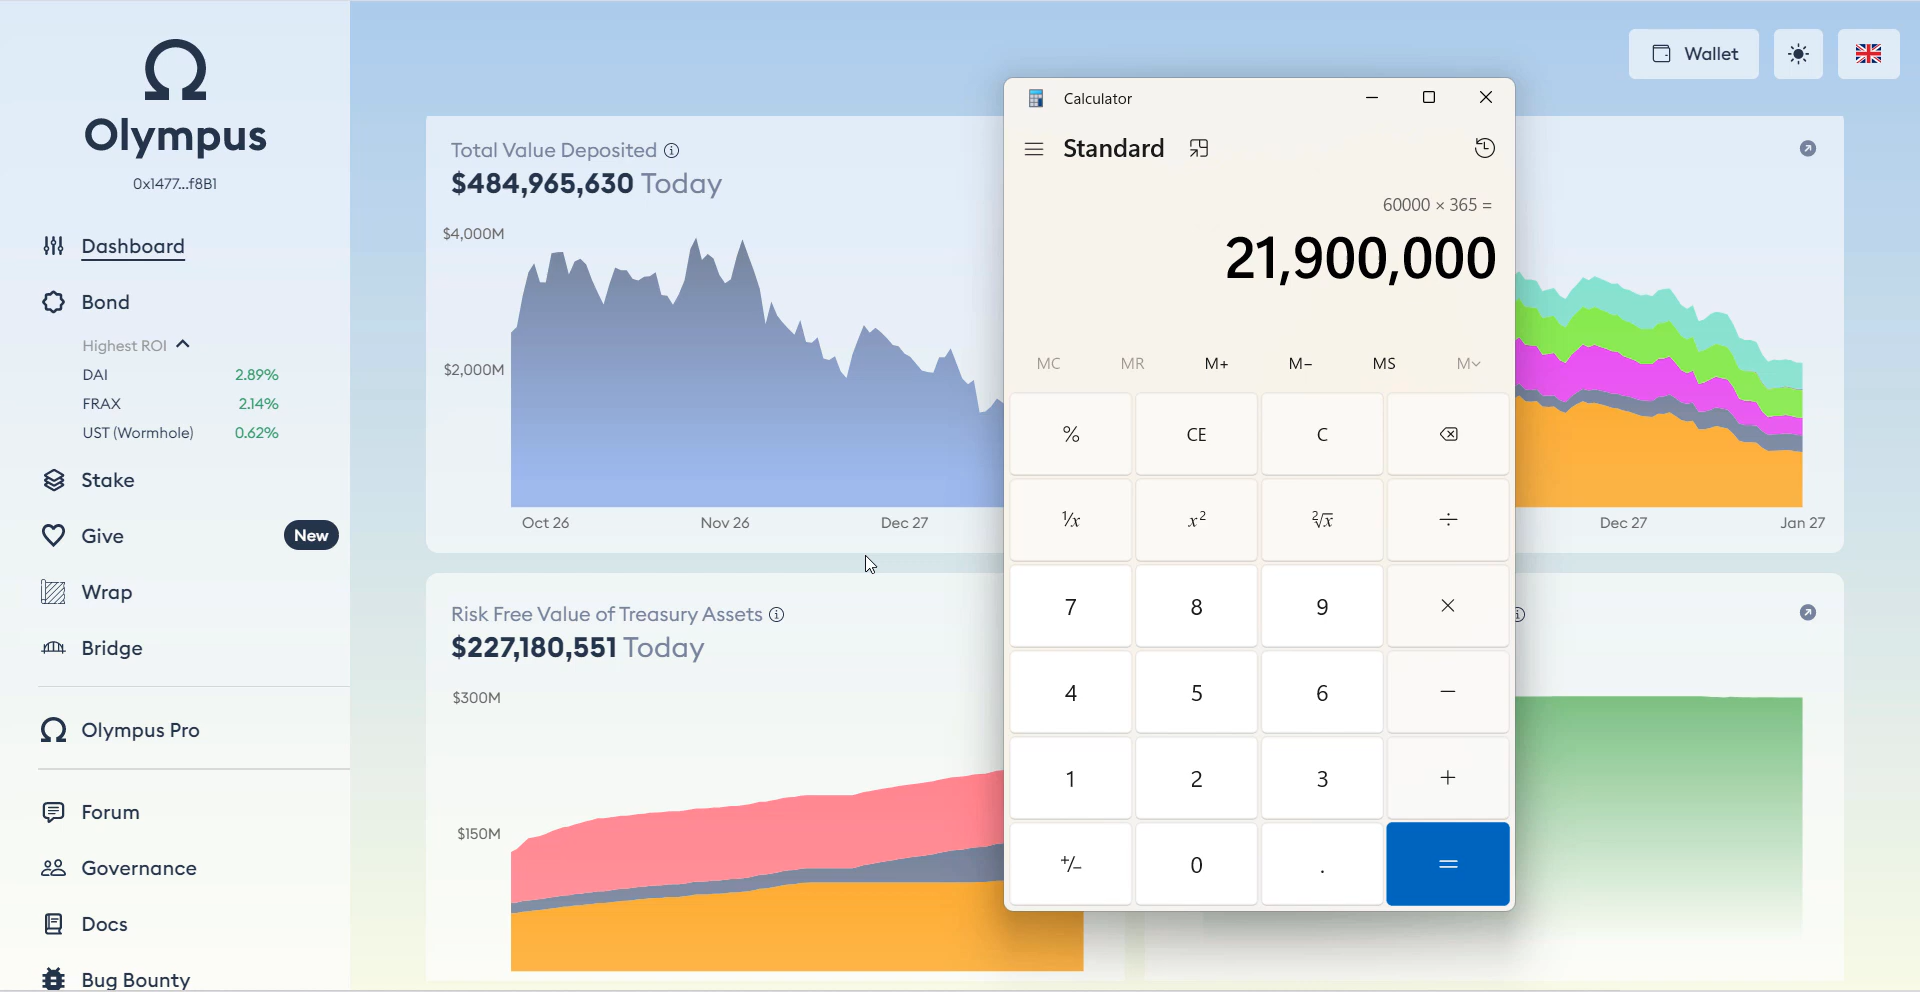 Olympus
0x1477...f8B1
Dashboard
Bond
Highest ROI
DAI 2.89%
FRAX 2.14%
UST (Wormhole) 0.62%
Stake
Give New
Wrap
Bridge
Olympus Pro
Forum
Governance
Docs
Bug Bounty
Wallet
Total Value Deposited
$484,965,630 Today
$4,000M
$2,000M
Oct 26 Nov 26 Dec 27
Dec 27 Jan 27
Risk Free Value of Treasury Assets
$227,180,551 Today
$300M
$150M
Calculator
Standard
60000 × 365 =
21,900,000
MC MR M+ M− MS M
% CE C
¹/x x² ²√x ÷
7 8 9 ×
4 5 6 −
1 2 3 +
+/− 0 . =